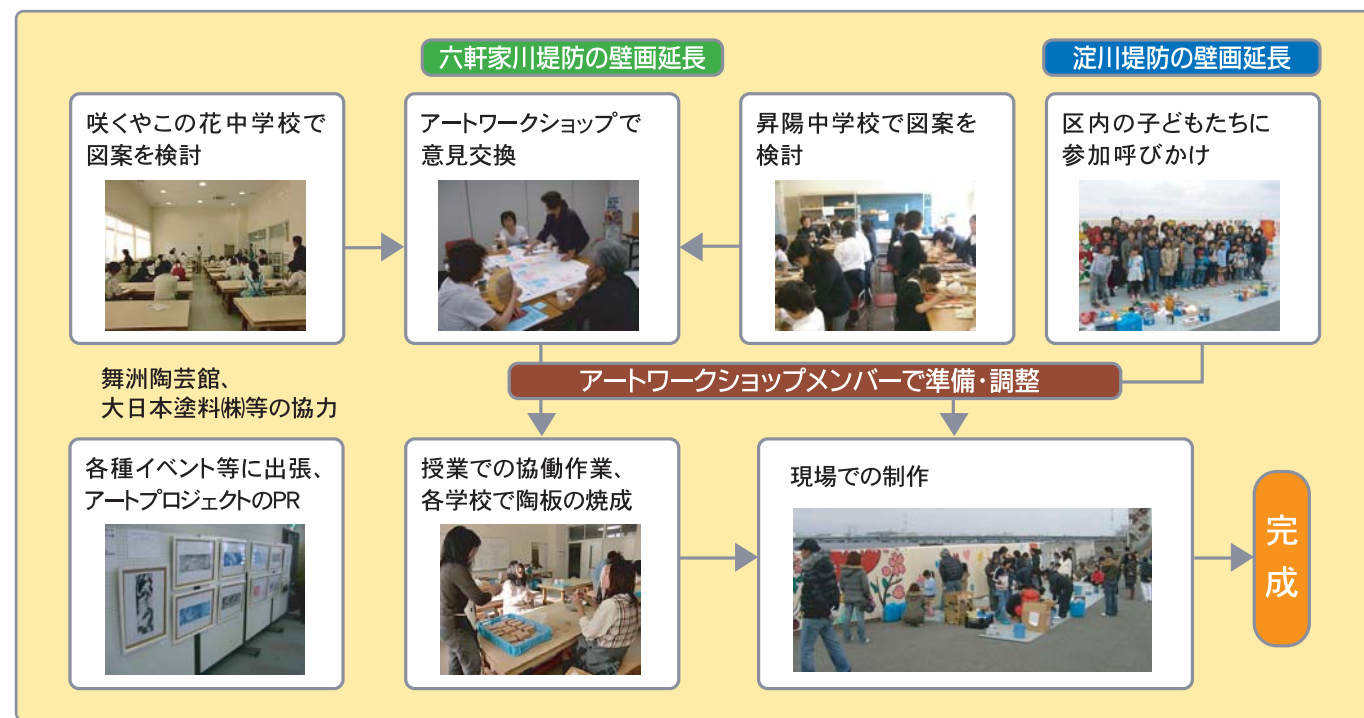 六軒家川堤防の壁画延長
淀川堤防の壁画延長
咲くやこの花中学校で
図案を検討
アートワークショップで
意見交換
昇陽中学校で図案を
検討
区内の子どもたちに
参加呼びかけ
アートワークショップメンバーで準備・調整
舞洲陶芸館、
大日本塗料㈱等の協力
各種イベント等に出張、
アートプロジェクトのPR
授業での協働作業、
各学校で陶板の焼成
現場での制作
完成